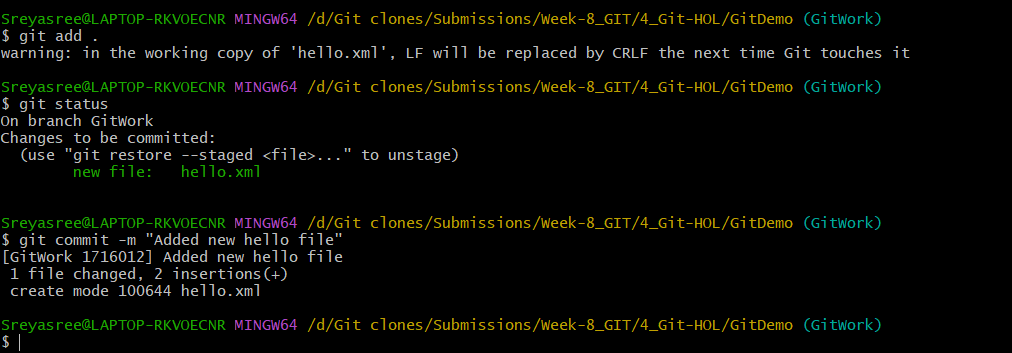 Sreyasree@LAPTOP-RKVOECNR MINGW64 /d/Git clones/Submissions/Week-8_GIT/4_Git-HOL/GitDemo (GitWork)
$ git add .
warning: in the working copy of 'hello.xml', LF will be replaced by CRLF the next time Git touches it
Sreyasree@LAPTOP-RKVOECNR MINGW64 /d/Git clones/Submissions/Week-8_GIT/4_Git-HOL/GitDemo (GitWork)
$ git status
On branch GitWork
Changes to be committed:
  (use "git restore --staged <file>..." to unstage)
        new file:   hello.xml
Sreyasree@LAPTOP-RKVOECNR MINGW64 /d/Git clones/Submissions/Week-8_GIT/4_Git-HOL/GitDemo (GitWork)
$ git commit -m "Added new hello file"
[GitWork 1716012] Added new hello file
 1 file changed, 2 insertions(+)
 create mode 100644 hello.xml
Sreyasree@LAPTOP-RKVOECNR MINGW64 /d/Git clones/Submissions/Week-8_GIT/4_Git-HOL/GitDemo (GitWork)
$